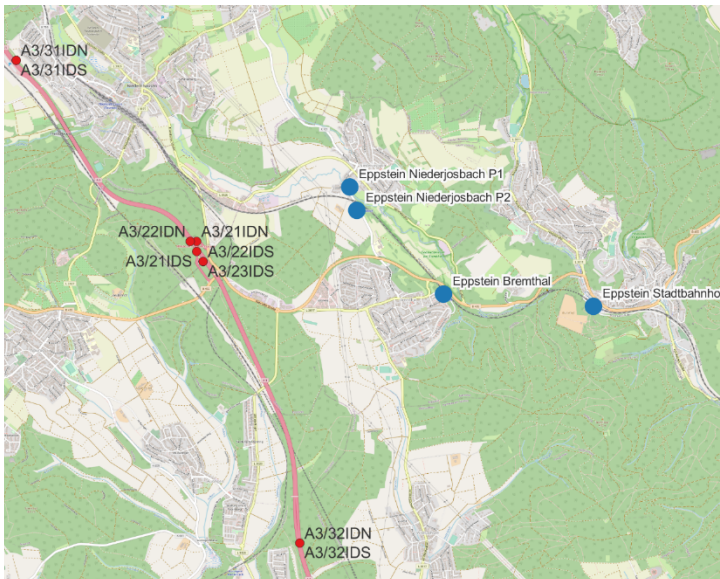 A3/31IDN
A3/31IDS
Eppstein Niederjosbach P1
Eppstein Niederjosbach P2
A3/22IDN A3/21IDN
A3/22IDS
A3/21IDS
A3/23IDS
Eppstein Bremthal
Eppstein Stadtbahnho
A3/32IDN
A3/32IDS